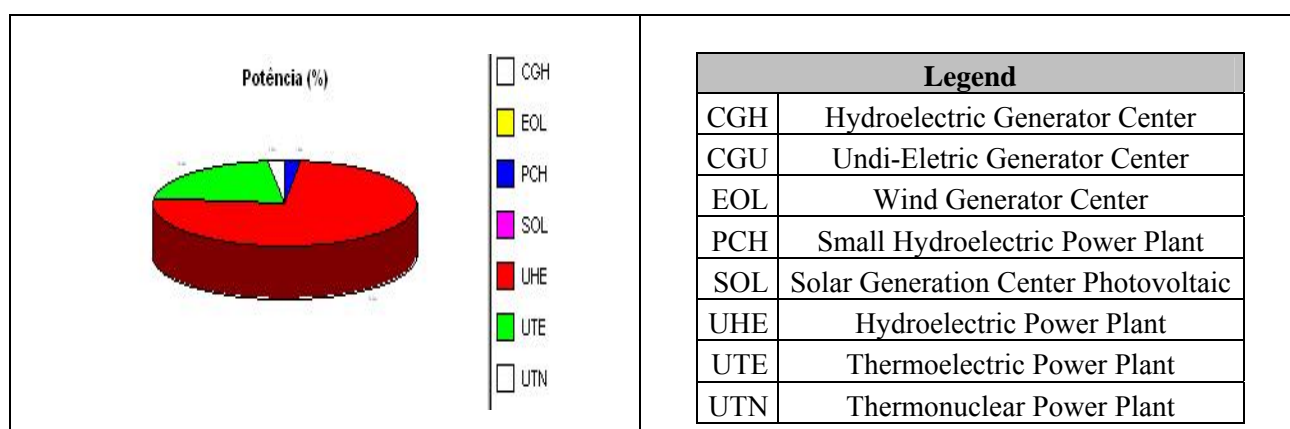 Potência (%)
CGH
EOL
PCH
SOL
UHE
UTE
UTN
Legend
CGH Hydroelectric Generator Center
CGU Undi-Eletric Generator Center
EOL Wind Generator Center
PCH Small Hydroelectric Power Plant
SOL Solar Generation Center Photovoltaic
UHE Hydroelectric Power Plant
UTE Thermoelectric Power Plant
UTN Thermonuclear Power Plant